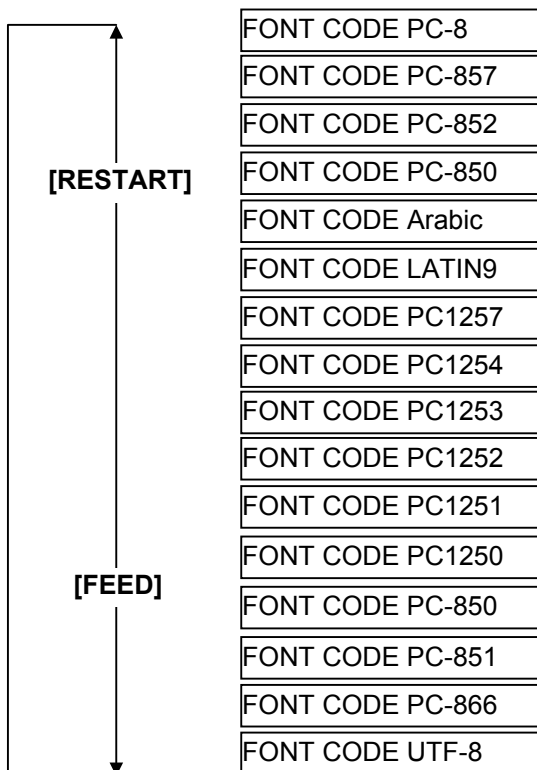 FONT CODE PC-8
FONT CODE PC-857
FONT CODE PC-852
[RESTART]
FONT CODE PC-850
FONT CODE Arabic
FONT CODE LATIN9
FONT CODE PC1257
FONT CODE PC1254
FONT CODE PC1253
FONT CODE PC1252
FONT CODE PC1251
FONT CODE PC1250
[FEED]
FONT CODE PC-850
FONT CODE PC-851
FONT CODE PC-866
FONT CODE UTF-8